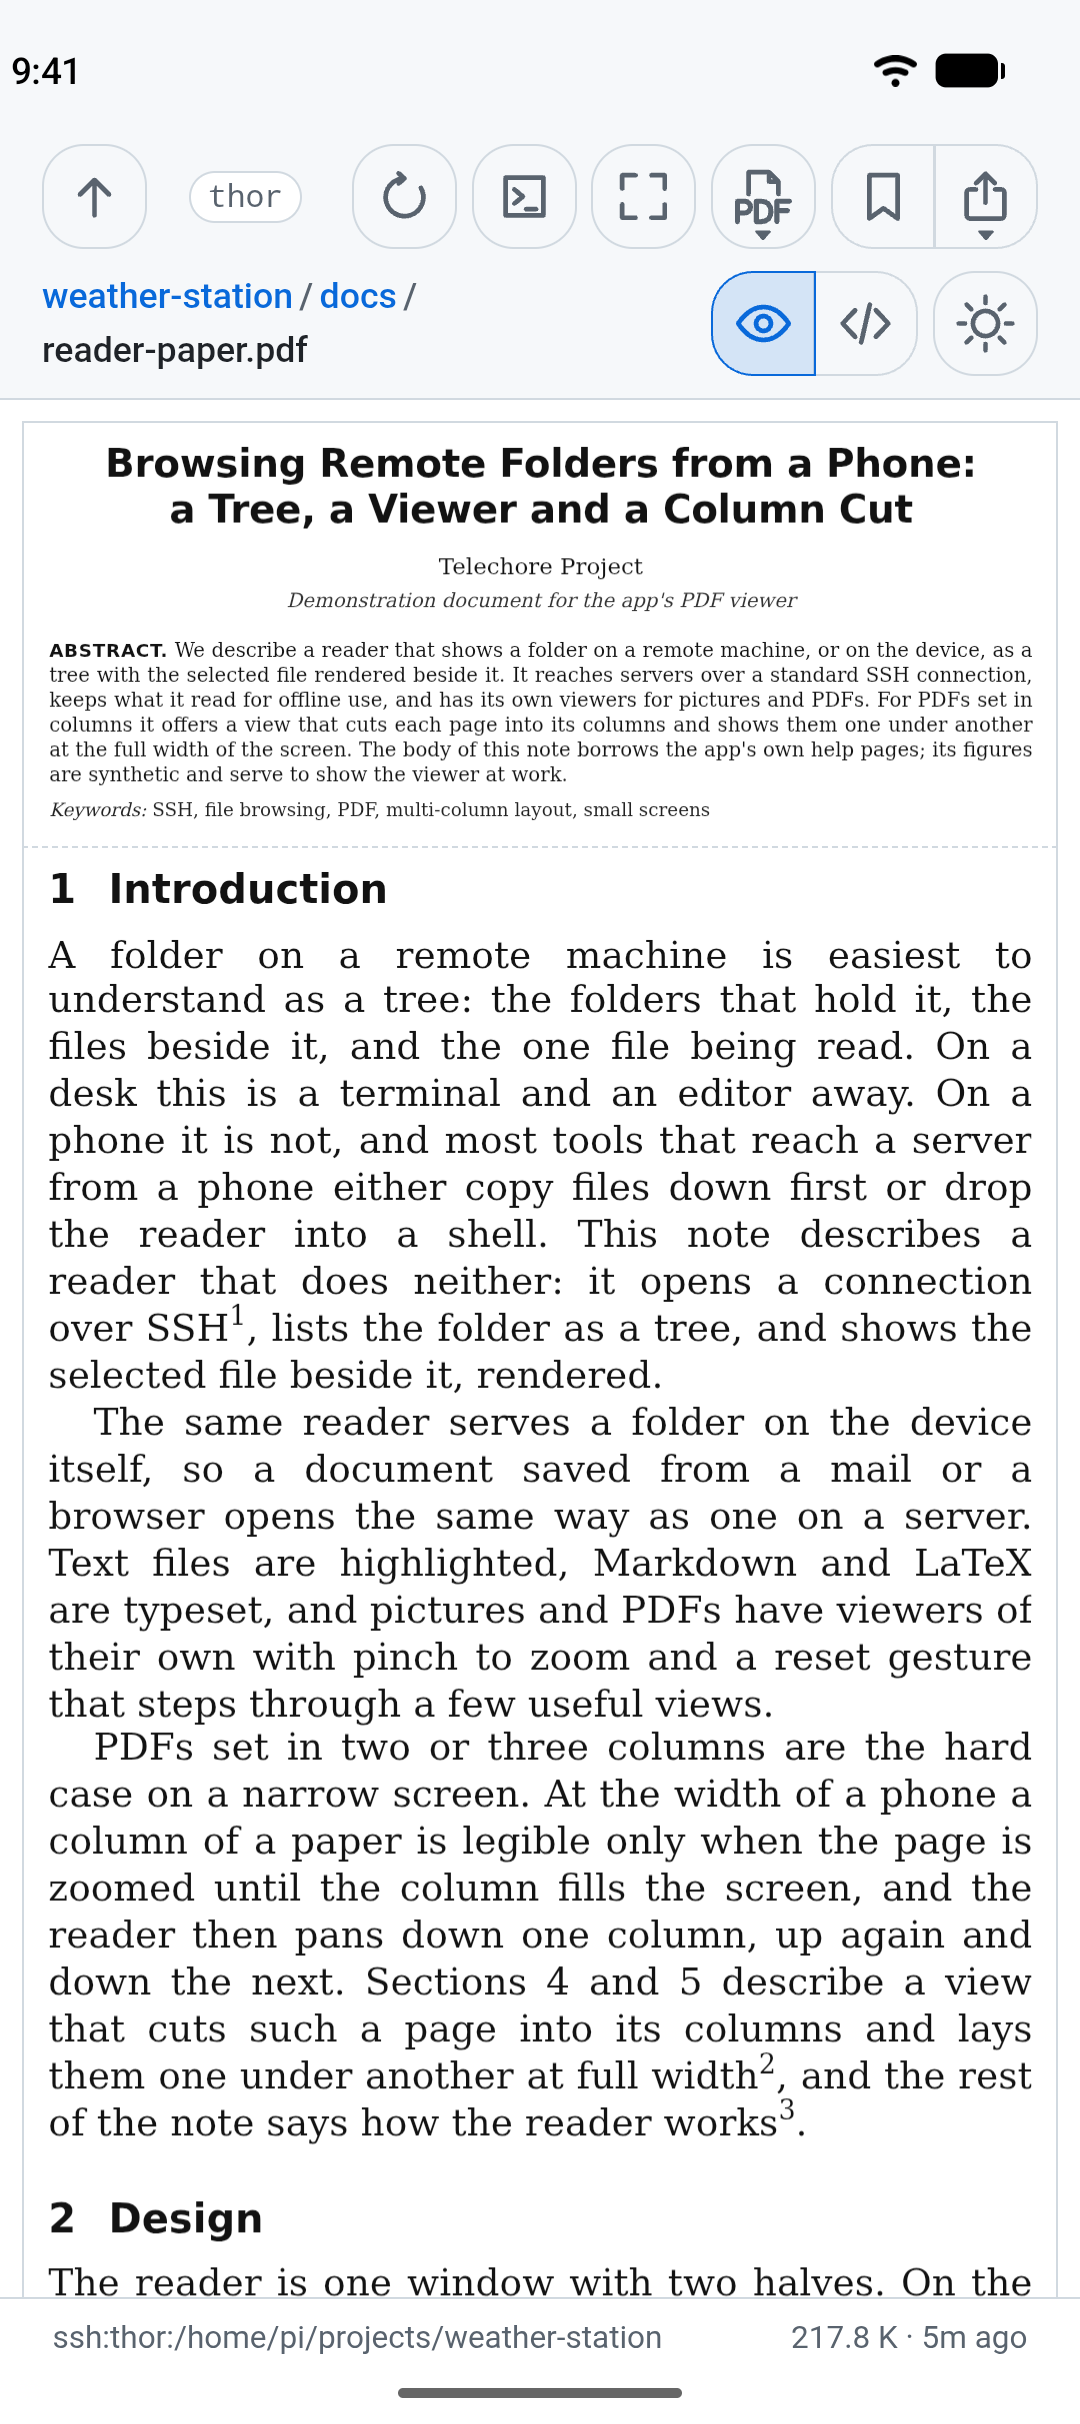 9:41
thor
PDF
weather-station / docs /
reader-paper.pdf
Browsing Remote Folders from a Phone:
a Tree, a Viewer and a Column Cut
Telechore Project
Demonstration document for the app's PDF viewer
ABSTRACT. We describe a reader that shows a folder on a remote machine, or on the device, as a
tree with the selected file rendered beside it. It reaches servers over a standard SSH connection,
keeps what it read for offline use, and has its own viewers for pictures and PDFs. For PDFs set in
columns it offers a view that cuts each page into its columns and shows them one under another
at the full width of the screen. The body of this note borrows the app's own help pages; its figures
are synthetic and serve to show the viewer at work.
Keywords: SSH, file browsing, PDF, multi-column layout, small screens
1 Introduction
A folder on a remote machine is easiest to
understand as a tree: the folders that hold it, the
files beside it, and the one file being read. On a
desk this is a terminal and an editor away. On a
phone it is not, and most tools that reach a server
from a phone either copy files down first or drop
the reader into a shell. This note describes a
reader that does neither: it opens a connection
over SSH1, lists the folder as a tree, and shows the
selected file beside it, rendered.
The same reader serves a folder on the device
itself, so a document saved from a mail or a
browser opens the same way as one on a server.
Text files are highlighted, Markdown and LaTeX
are typeset, and pictures and PDFs have viewers of
their own with pinch to zoom and a reset gesture
that steps through a few useful views.
PDFs set in two or three columns are the hard
case on a narrow screen. At the width of a phone a
column of a paper is legible only when the page is
zoomed until the column fills the screen, and the
reader then pans down one column, up again and
down the next. Sections 4 and 5 describe a view
that cuts such a page into its columns and lays
them one under another at full width2, and the rest
of the note says how the reader works3.
2 Design
The reader is one window with two halves. On the
ssh:thor:/home/pi/projects/weather-station
217.8 K · 5m ago